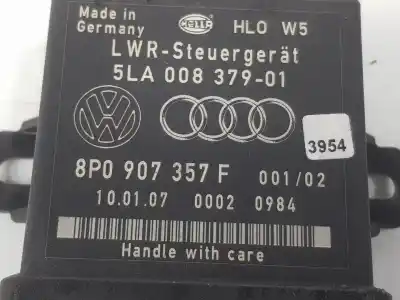 Made in
Germany
HELLA
HLO W5
LWR-Steuergerät
5LA 008 379-01
3954
8P0 907 357 F 001/02
10.01.07 0002 0984
Handle with care